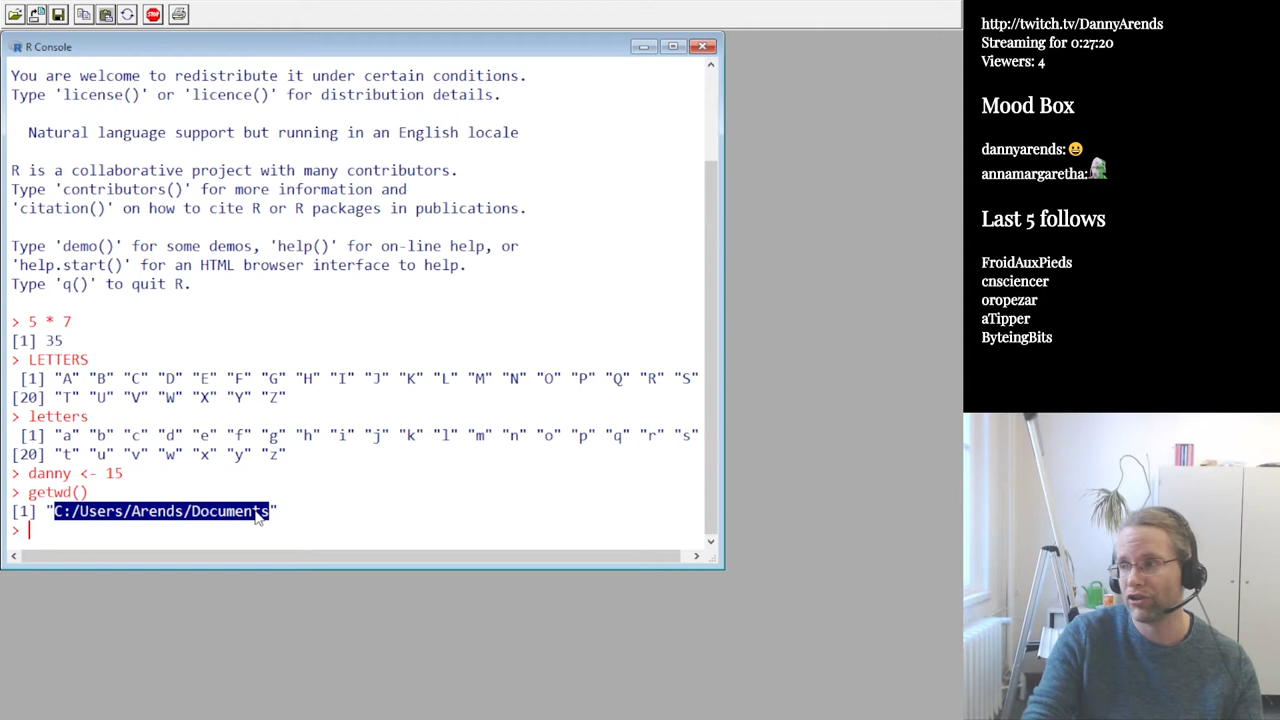 R Console
You are welcome to redistribute it under certain conditions.
Type 'license()' or 'licence()' for distribution details.
Natural language support but running in an English locale
R is a collaborative project with many contributors.
Type 'contributors()' for more information and
'citation()' on how to cite R or R packages in publications.
Type 'demo()' for some demos, 'help()' for on-line help, or
'help.start()' for an HTML browser interface to help.
Type 'q()' to quit R.
> 5 * 7
[1] 35
> LETTERS
[1] "A" "B" "C" "D" "E" "F" "G" "H" "I" "J" "K" "L" "M" "N" "O" "P" "Q" "R" "S"
[20] "T" "U" "V" "W" "X" "Y" "Z"
> letters
[1] "a" "b" "c" "d" "e" "f" "g" "h" "i" "j" "k" "l" "m" "n" "o" "p" "q" "r" "s"
[20] "t" "u" "v" "w" "x" "y" "z"
> danny <- 15
> getwd()
[1] "C:/Users/Arends/Documents"
>
http://twitch.tv/DannyArends
Streaming for 0:27:20
Viewers: 4
Mood Box
dannyarends:
annamargaretha:
Last 5 follows
FroidAuxPieds
cnsciencer
oropezar
aTipper
ByteingBits
STOP